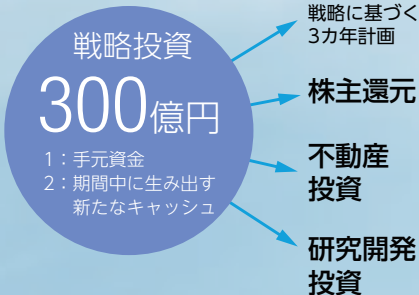 戦略投資
300億円
1：手元資金
2：期間中に生み出す
新たなキャッシュ
戦略に基づく
3カ年計画
株主還元
不動産
投資
研究開発
投資